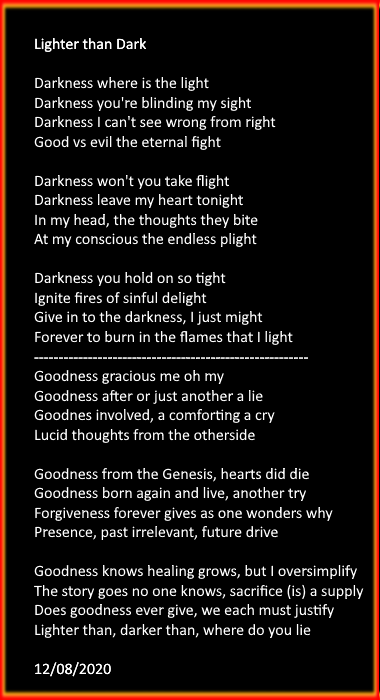 Lighter than Dark

Darkness where is the light
Darkness you're blinding my sight
Darkness I can't see wrong from right
Good vs evil the eternal fight

Darkness won't you take flight
Darkness leave my heart tonight
In my head, the thoughts they bite
At my conscious the endless plight

Darkness you hold on so tight
Ignite fires of sinful delight
Give in to the darkness, I just might
Forever to burn in the flames that I light
---------------------------------------------------------
Goodness gracious me oh my
Goodness after or just another a lie
Goodnes involved, a comforting a cry
Lucid thoughts from the otherside

Goodness from the Genesis, hearts did die
Goodness born again and live, another try
Forgiveness forever gives as one wonders why
Presence, past irrelevant, future drive

Goodness knows healing grows, but I oversimplify
The story goes no one knows, sacrifice (is) a supply
Does goodness ever give, we each must justify
Lighter than, darker than, where do you lie

12/08/2020